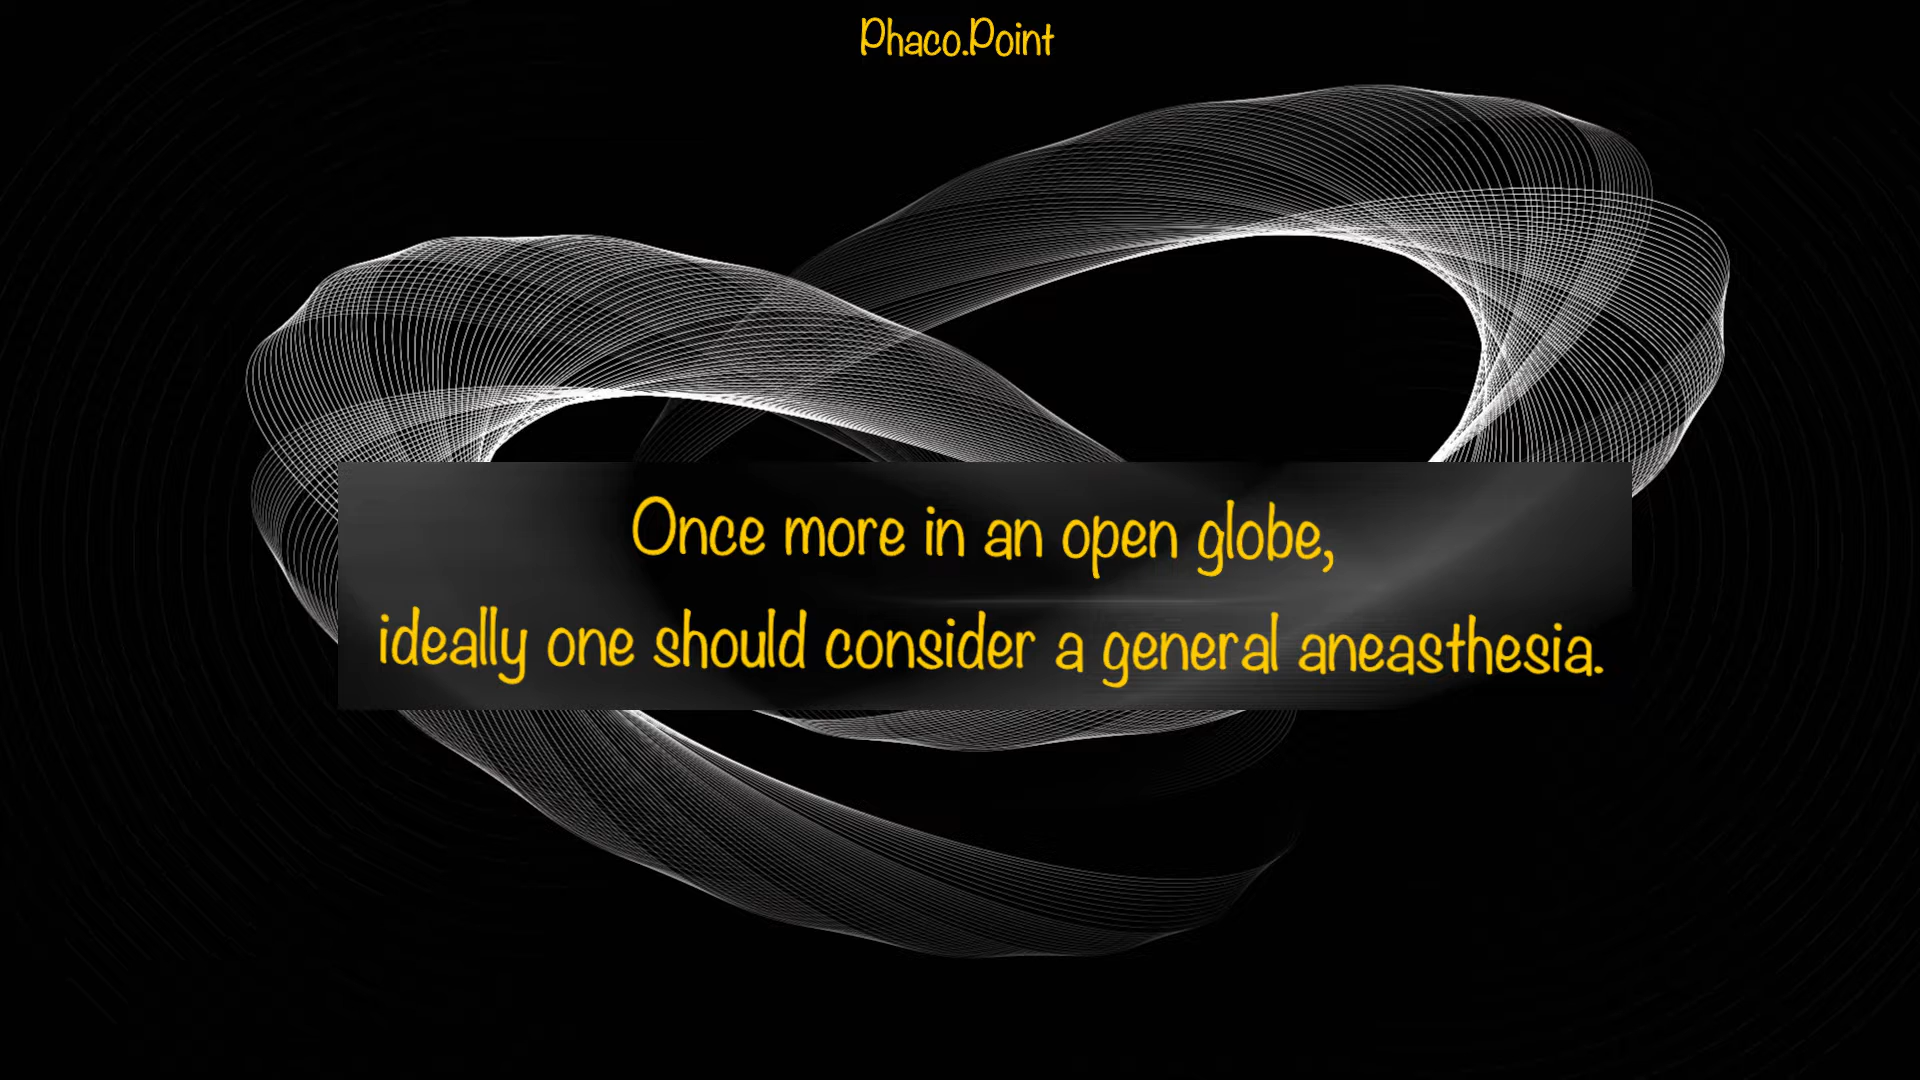 Phaco.Point
Once more in an open globe,
ideally one should consider a general aneasthesia.